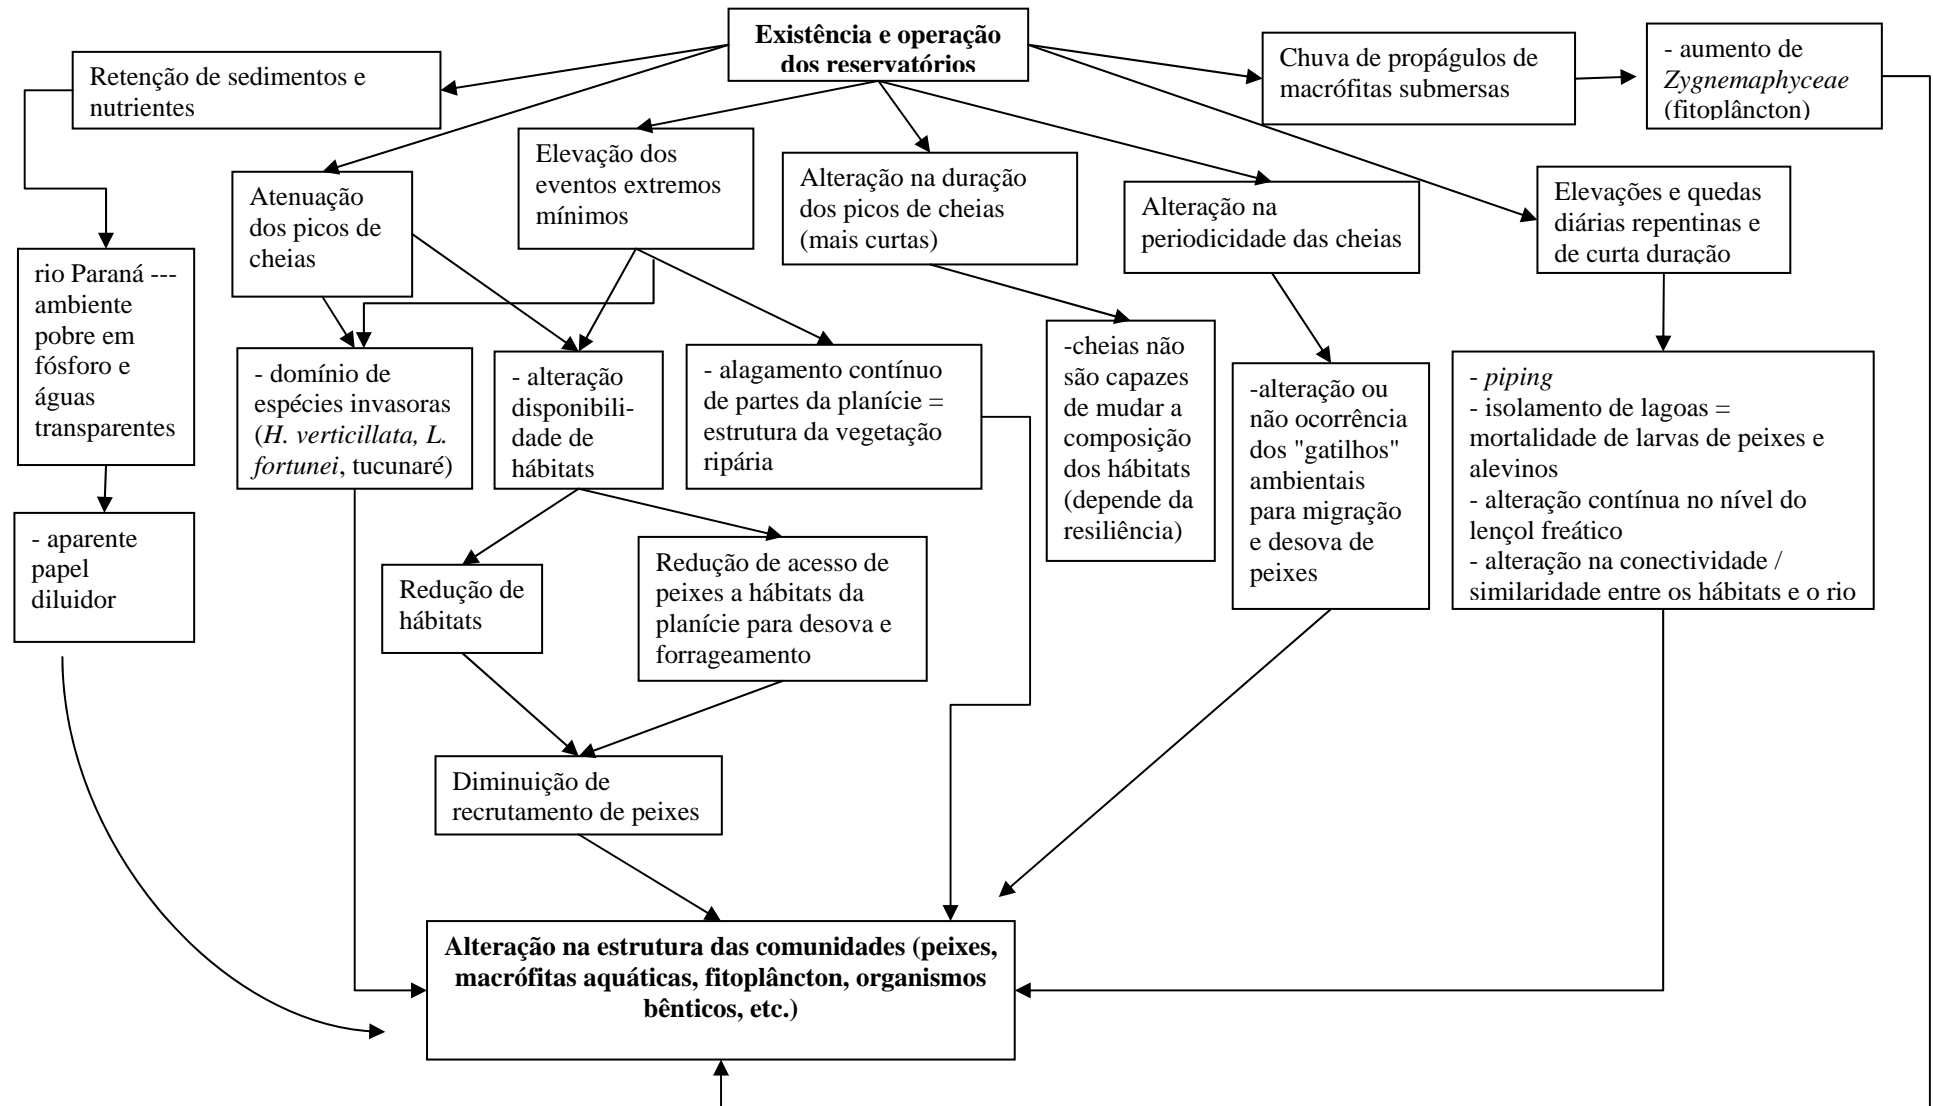 Existência e operação
dos reservatórios
Retenção de sedimentos e
nutrientes
Chuva de propágulos de
macrófitas submersas
- aumento de
Zygnemaphyceae
(fitoplâncton)
Atenuação
dos picos de
cheias
Elevação dos
eventos extremos
mínimos
Alteração na duração
dos picos de cheias
(mais curtas)
Alteração na
periodicidade das cheias
Elevações e quedas
diárias repentinas e
de curta duração
rio Paraná ---
ambiente
pobre em
fósforo e
águas
transparentes
- domínio de
espécies invasoras
(H. verticillata, L.
fortunei, tucunaré)
- alteração
disponibili-
dade de
hábitats
- alagamento contínuo
de partes da planície =
estrutura da vegetação
ripária
-cheias não
são capazes
de mudar a
composição
dos hábitats
(depende da
resiliência)
-alteração ou
não ocorrência
dos "gatilhos"
ambientais
para migração
e desova de
peixes
- piping
- isolamento de lagoas =
mortalidade de larvas de peixes e
alevinos
- alteração contínua no nível do
lençol freático
- alteração na conectividade /
similaridade entre os hábitats e o rio
- aparente
papel
diluidor
Redução de
hábitats
Redução de acesso de
peixes a hábitats da
planície para desova e
forrageamento
Diminuição de
recrutamento de peixes
Alteração na estrutura das comunidades (peixes,
macrófitas aquáticas, fitoplâncton, organismos
bênticos, etc.)